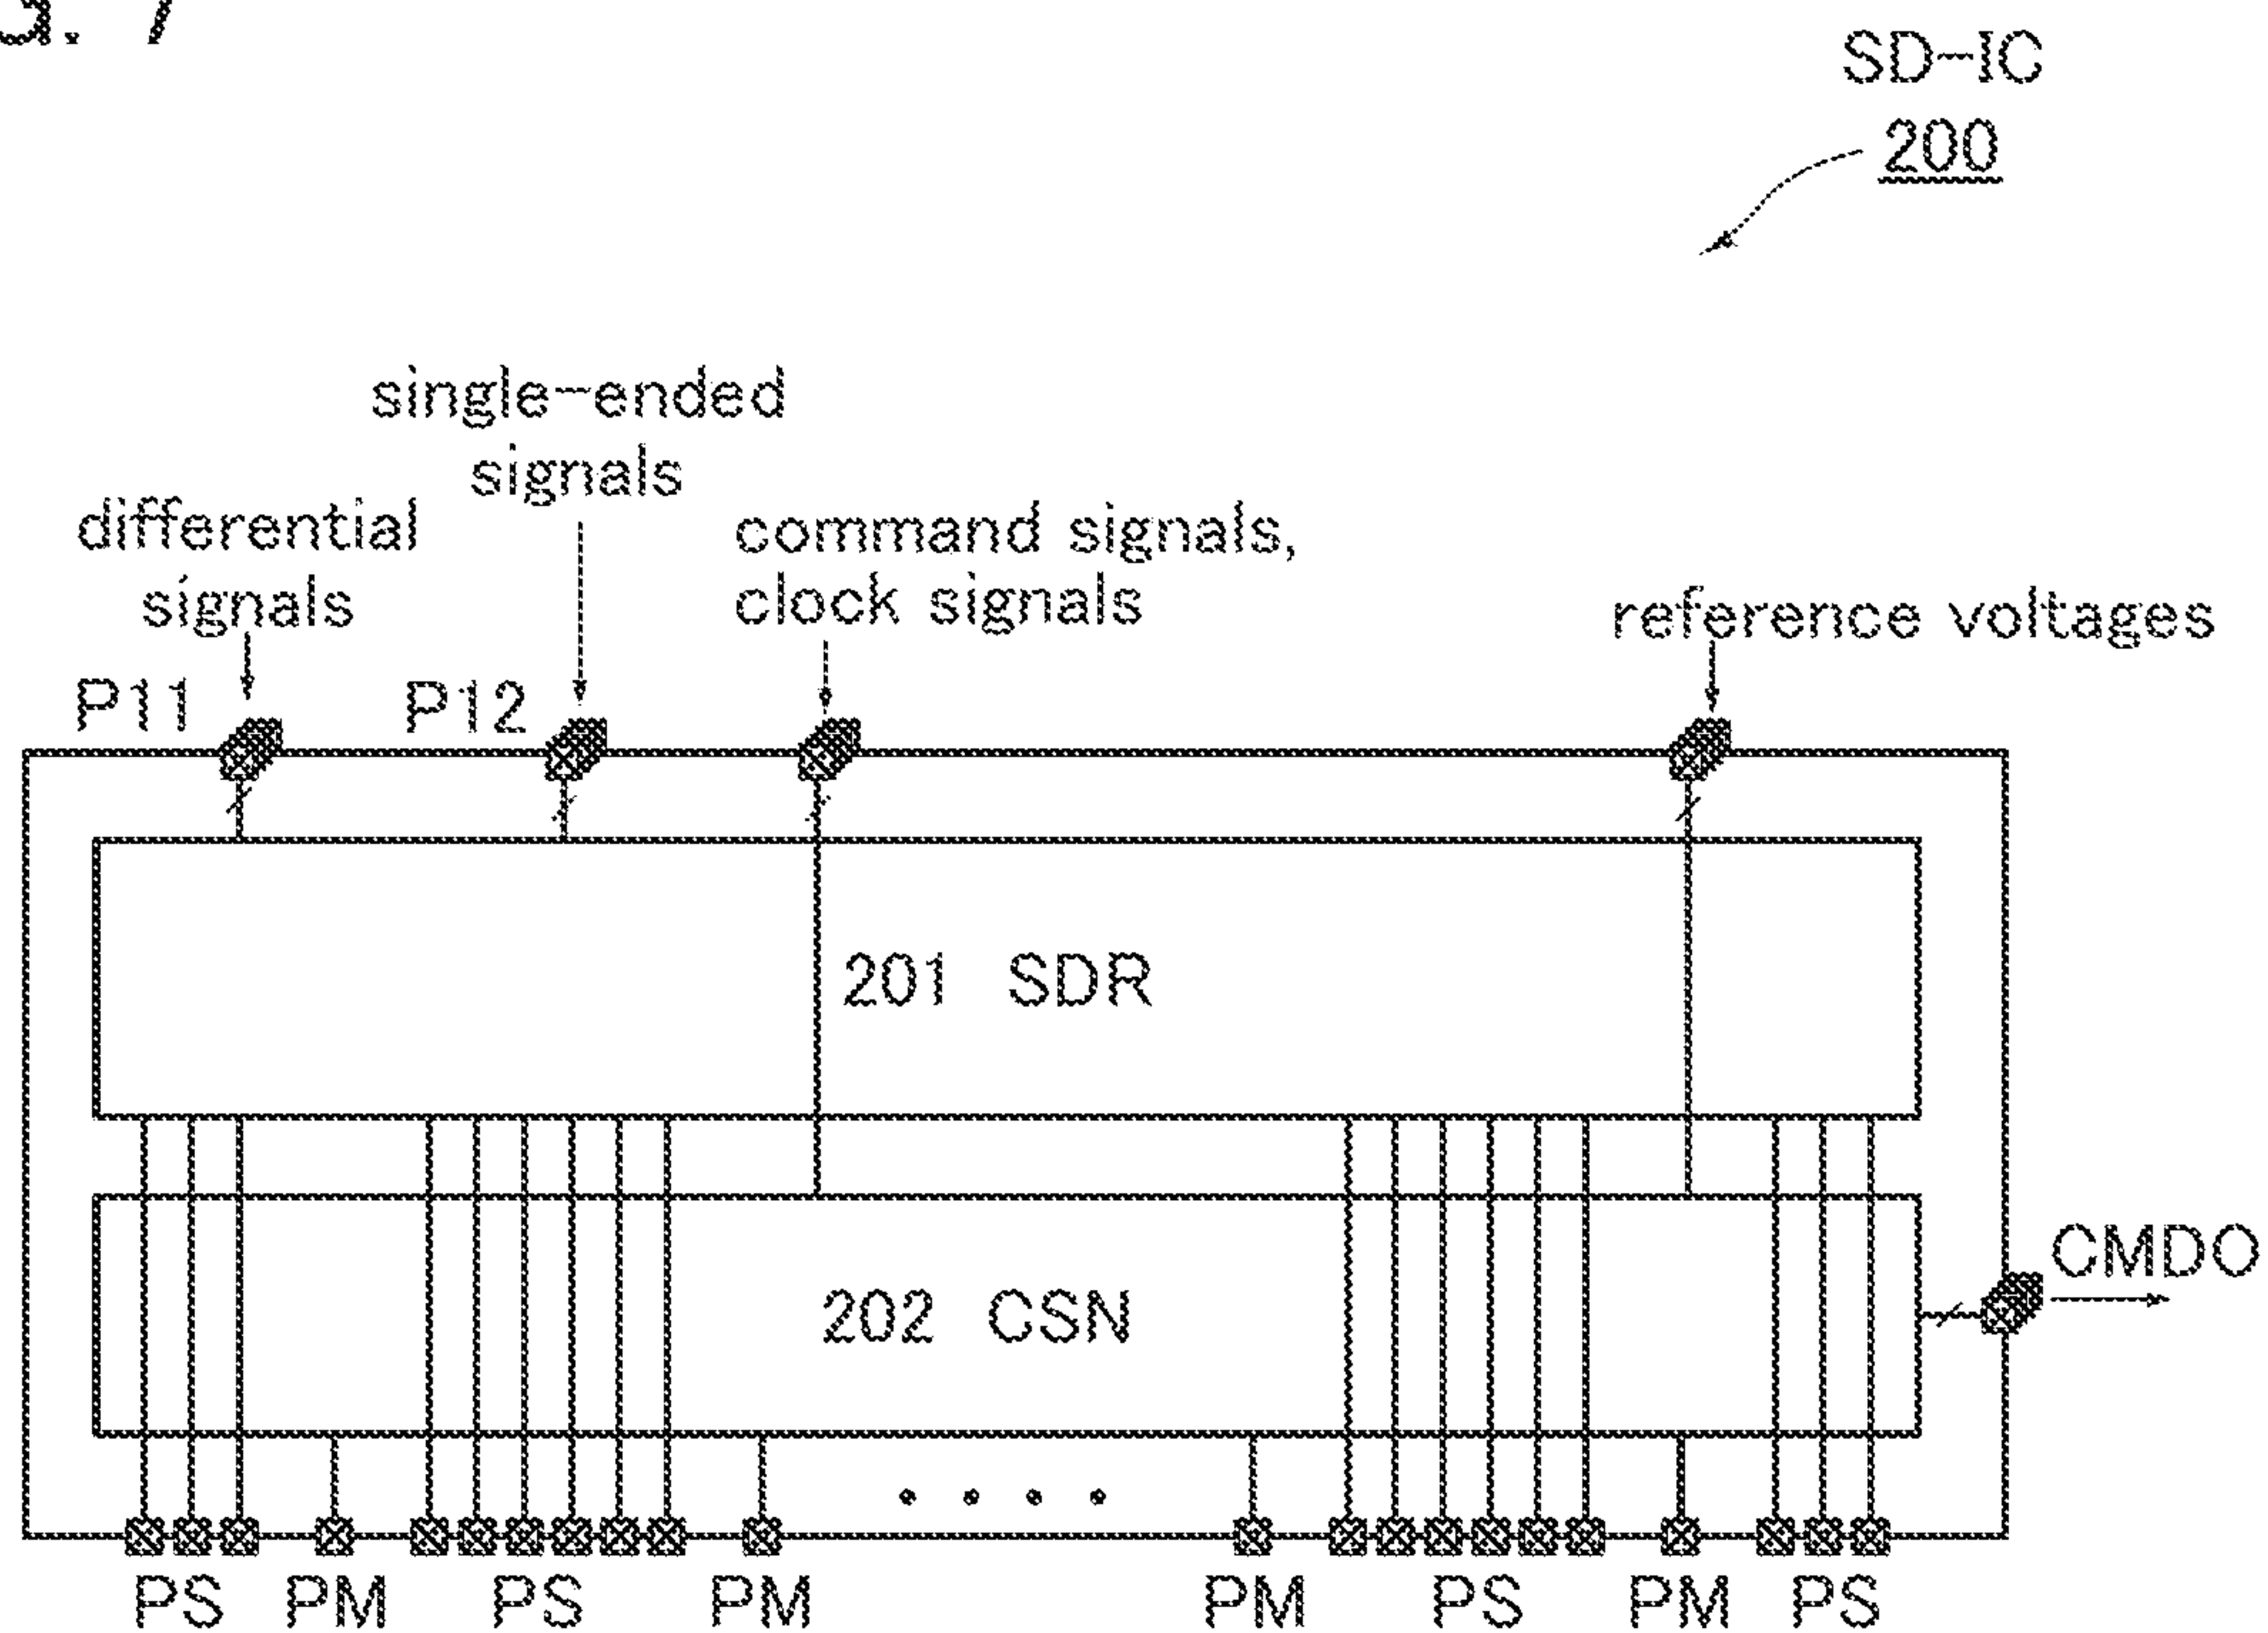 G. 7
SD-IC
200
single-ended
signals
differential
signals
command signals,
clock signals
reference voltages
P11
P12
201 SDR
202 CSN
CMDO
PS PM PS PM PM PS PM PS